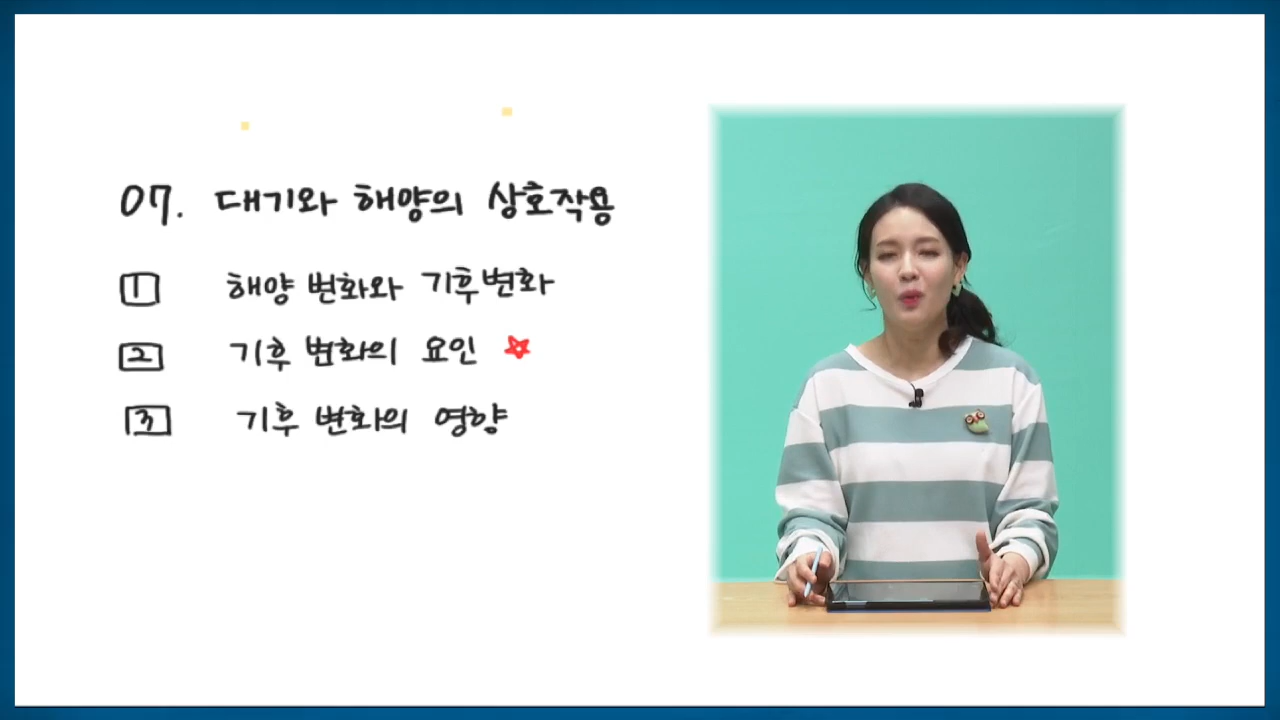 07. 대기와 해양의 상호작용
1 해양 변화와 기후변화
2 기후 변화의 요인
3 기후 변화의 영향